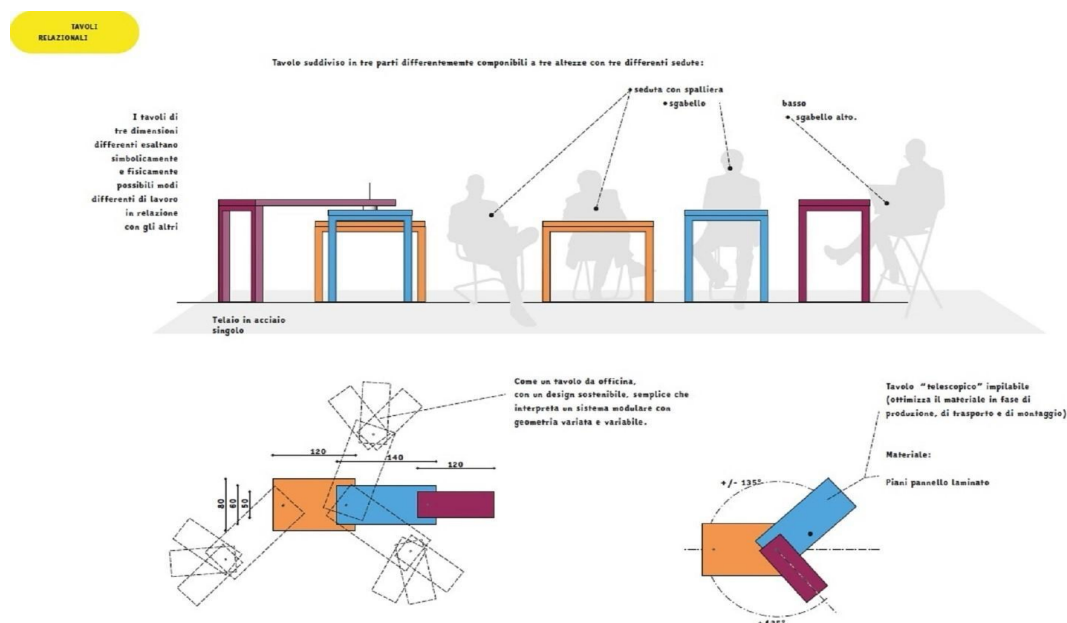 TAVOLI
RELAZIONALI
Tavolo suddiviso in tre parti differentememte componibili a tre altezze con tre differenti sedute:
seduta con spalliera
sgabello
basso
sgabello alto.
I tavoli di
tre dimensioni
differenti esaltano
simbolicamente
e fisicamente
possibili modi
differenti di lavoro
in relazione
con gli altri
Telaio in acciaio
singolo
Come un tavolo da officina,
con un design sostenibile, semplice che
interpreta un sistema modulare con
geometria variata e variabile.
Tavolo "telescopico" impilabile
(ottimizza il materiale in fase di
produzione, di trasporto e di montaggio)
Materiale:
Piani pannello laminato
120
140
120
80
60
50
+/- 135°